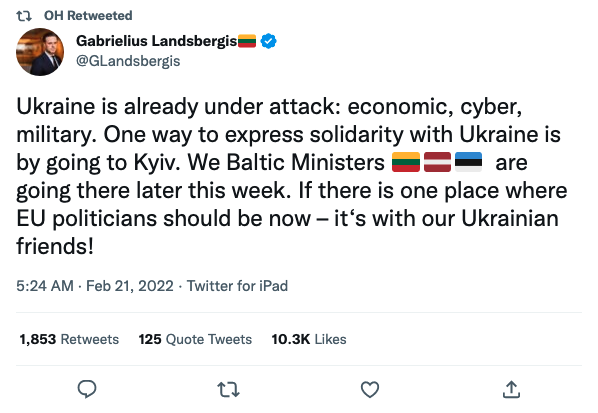 OH Retweeted
Gabrielius Landsbergis🇱🇹
@GLandsbergis
Ukraine is already under attack: economic, cyber,
military. One way to express solidarity with Ukraine is
by going to Kyiv. We Baltic Ministers 🇱🇹🇱🇻🇪🇪 are
going there later this week. If there is one place where
EU politicians should be now – it‘s with our Ukrainian
friends!
5:24 AM · Feb 21, 2022 · Twitter for iPad
1,853 Retweets 125 Quote Tweets 10.3K Likes